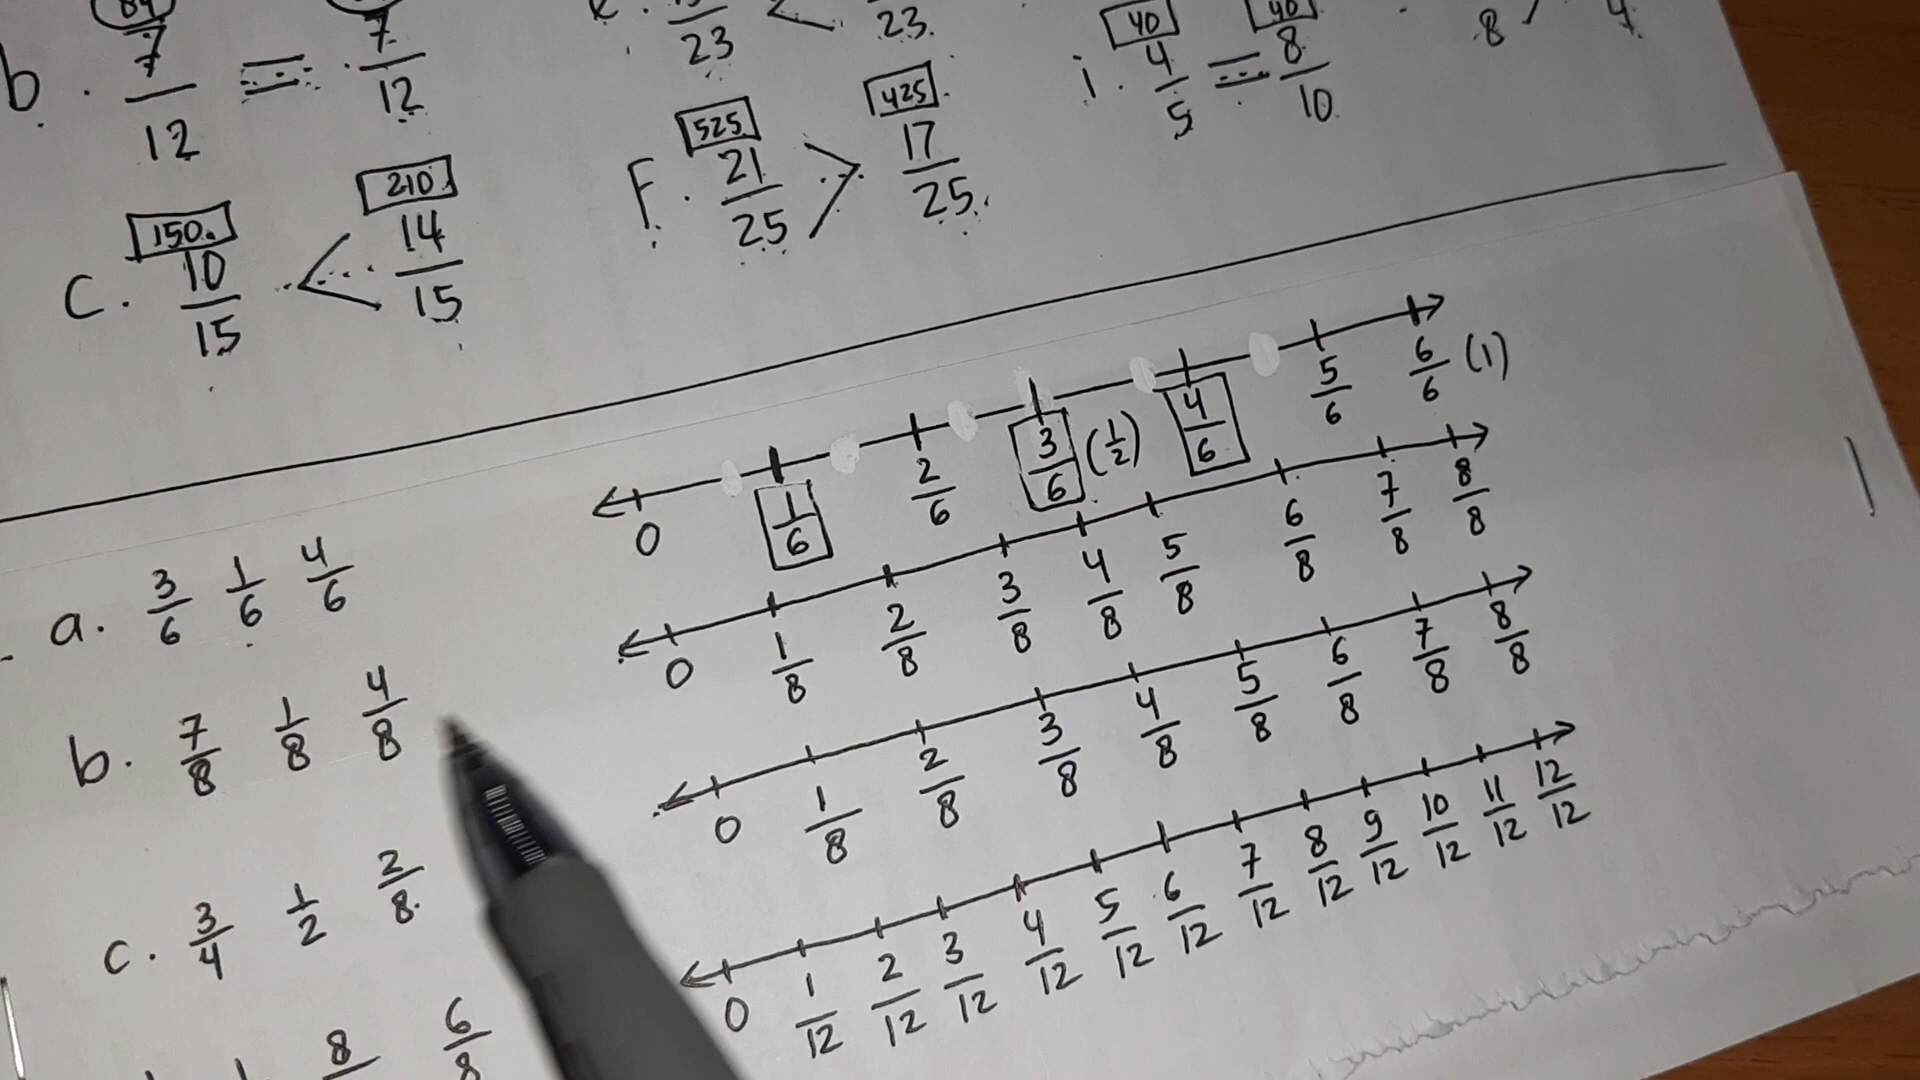 b. 7/12 = 7/12
23 < 23
40 40
i. 4/5 = 8/10
8 4
150 210
c. 10/15 < 14/15
525 425
F. 21/25 > 17/25
0 1/6 2/6 3/6 (1/2) 4/6 5/6 6/6 (1)
a. 3/6 1/6 4/6
0 1/8 2/8 3/8 4/8 5/8 6/8 7/8 8/8
b. 7/8 1/8 4/8
0 1/8 2/8 3/8 4/8 5/8 6/8 7/8 8/8
c. 3/4 1/2 2/8
0 1/12 2/12 3/12 4/12 5/12 6/12 7/12 8/12 9/12 10/12 11/12 12/12
8 6/8